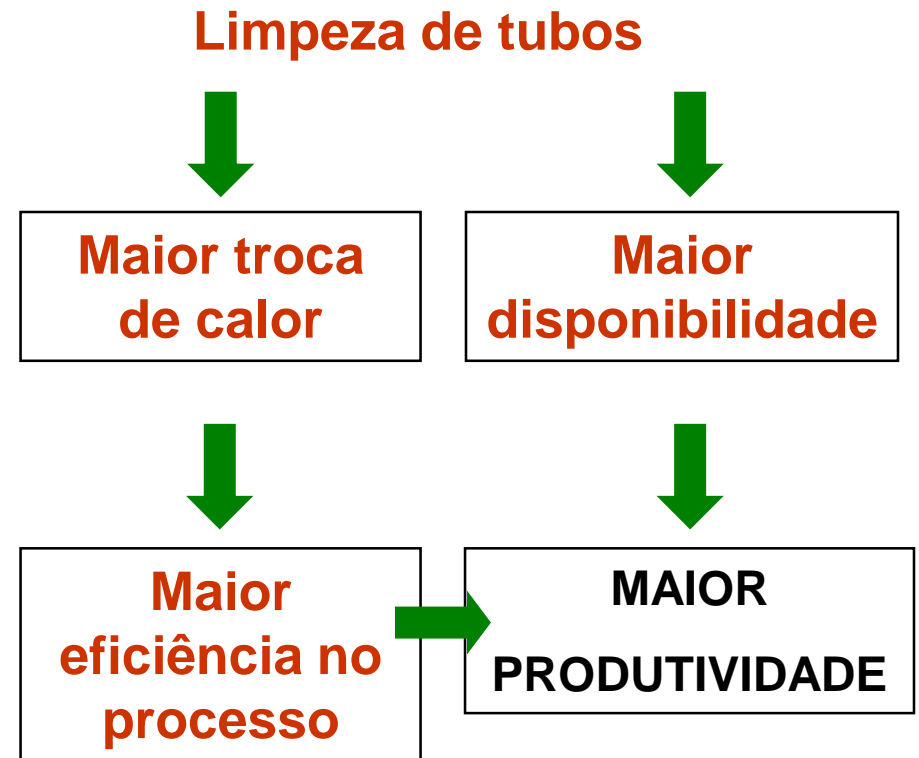 Limpeza de tubos
Maior troca
de calor
Maior
disponibilidade
Maior
eficiência no
processo
MAIOR
PRODUTIVIDADE